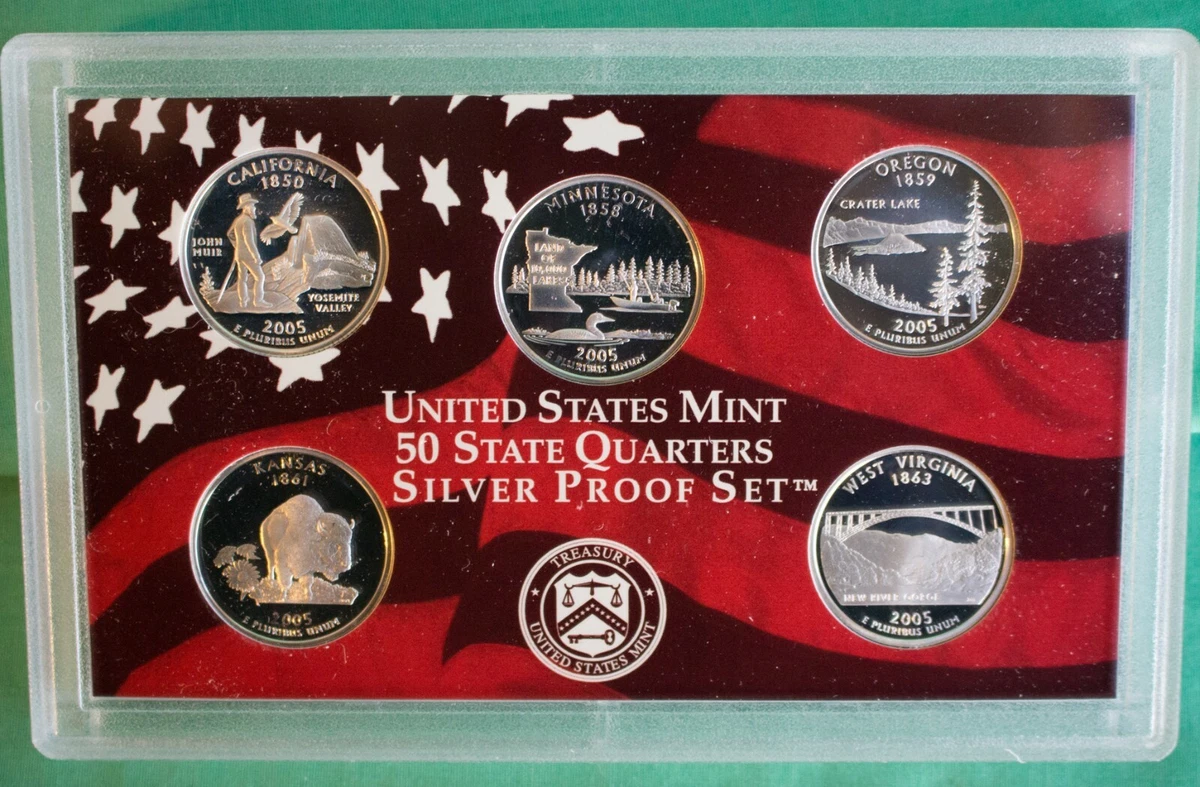 CALIFORNIA
1850
JOHN
MUIR
YOSEMITE
VALLEY
2005
E PLURIBUS UNUM
MINNESOTA
1858
LAND
OF
10,000
LAKES
2005
E PLURIBUS UNUM
OREGON
1859
CRATER LAKE
2005
E PLURIBUS UNUM
UNITED STATES MINT
50 STATE QUARTERS
SILVER PROOF SET™
KANSAS
1861
2005
E PLURIBUS UNUM
TREASURY
UNITED STATES MINT
WEST VIRGINIA
1863
NEW RIVER GORGE
2005
E PLURIBUS UNUM